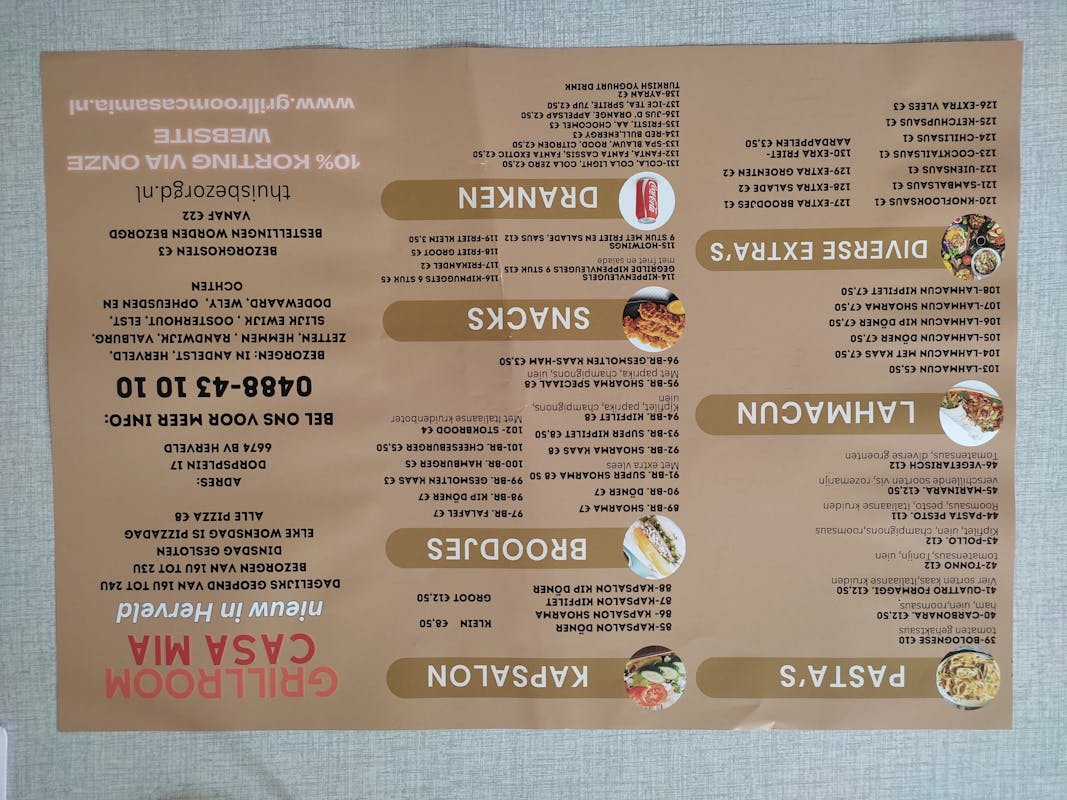 PASTA'S
39-BOLOGNESE €10
tomaten gehaktsaus
40-CARBONARA. €12,50
ham, uien,roomsaus,
41-QUATTRO FORMAGGI. €12,50
Vier sorten kaas,Italiaanse kruiden
42-TONNO €12
tomatensaus,Tonijn, uien
43-POLLO. €12
Kipfilet, uien, champignons,roomsaus
44-PASTA PESTO. €11
Roomsaus, pesto, Italiaanse kruiden
45-MARINARA. €12,50
verschillende soorten vis, rozemarijn
46-VEGETARISCH €12
Tomatensaus, diverse groenten
LAHMACUN
103-LAHMACUN €5,50
104-LAHMACUN MET KAAS €7,50
105-LAHMACUN DÖNER €7,50
106-LAHMACUN KIP DÖNER €7,50
107-LAHMACUN SHOARMA €7,50
108-LAHMACUN KIPFILET €7,50
DIVERSE EXTRA'S
120-KNOFLOOKSAUS €1
121-SAMBALSAUS €1
122-UIENSAUS €1
123-COCKTAILSAUS €1
124-CHILISAUS €1
125-KETCHUPSAUS €1
126-EXTRA VLEES €3
127-EXTRA BROODJES €1
128-EXTRA SALADE €2
129-EXTRA GROENTEN €2
130-EXTRA FRIET-
AARDAPPELEN €3,50
KAPSALON
85-KAPSALON DÖNER
86-KAPSALON SHOARMA
87-KAPSALON KIPFILET
88-KAPSALON KIP DÖNER
KLEIN €8,50
GROOT €12,50
BROODJES
89-BR. SHOARMA €7
90-BR. DÖNER €7
91-BR. SUPER SHOARMA €8 50
Met extra vlees
92-BR. SHOARMA KAAS €8
93-BR. SUPER KIPFILET €8,50
94-BR. KIPFILET €8
Kipfilet, paprika, champignons,
uien
95-BR. SHOARMA SPECIAAL €8
Met paprika, champignons, uien
96-BR. GESMOLTEN KAAS-HAM €3,50
97-BR. FALAFEL €7
98-BR. KIP DÖNER €7
99-BR. GESMOLTEN KAAS €3
100-BR. HAMBURGER €5
101-BR. CHEESEBURGER €5,50
102- STOKBROOD €4
Met Italiaanse kruidenboter
SNACKS
114-KIPPENVLEUGELS
GEGRILDE KIPPENVLEUGELS 9 STUK €15
met friet en salade
115-HOTWINGS
9 STUK MET FRIET EN SALADE, SAUS €12
116-KIPNUGGETS 6 STUK €5
117-FRIKANDEL €2
118-FRIET GROOT €5
119-FRIET KLEIN 3,50
DRANKEN
131-COLA, COLA LIGHT, COLA ZERO €2,50
132-FANTA, FANTA CASSIS, FANTA EXOTIC €2,50
133-SPA BLAUW, ROOD, CITROEN €2,50
134-RED BULL.ENERGY €3
135-FRISTI, AA, CHOCOMEL €3
136-JUS D' ORANGE, APPELSAP €2,50
137-ICE TEA, SPRITE, 7UP €2,50
138-AYRAN €2
TURKISH YOGHURT DRINK
GRILLROOM
CASA MIA
nieuw in Herveld
DAGELIJKS GEOPEND VAN 16U TOT 24U
BEZORGEN VAN 16U TOT 23U
DINSDAG GESLOTEN
ELKE WOENSDAG IS PIZZADAG
ALLE PIZZA €8
ADRES:
DORPSPLEIN 17
6674 BV HERVELD
BEL ONS VOOR MEER INFO:
0488-43 10 10
BEZORGEN: IN ANDELST, HERVELD,
ZETTEN, HEMMEN , RANDWIJK, VALBURG,
SLIJK EWIJK , OOSTERHOUT, ELST,
DODEWAARD, WELY, OPHEUSDEN EN
OCHTEN
BEZORGKOSTEN €3
BESTELLINGEN WORDEN BEZORGD
VANAF €22
thuisbezorgd.nl
10% KORTING VIA ONZE
WEBSITE
www.grillroomcasamia.nl